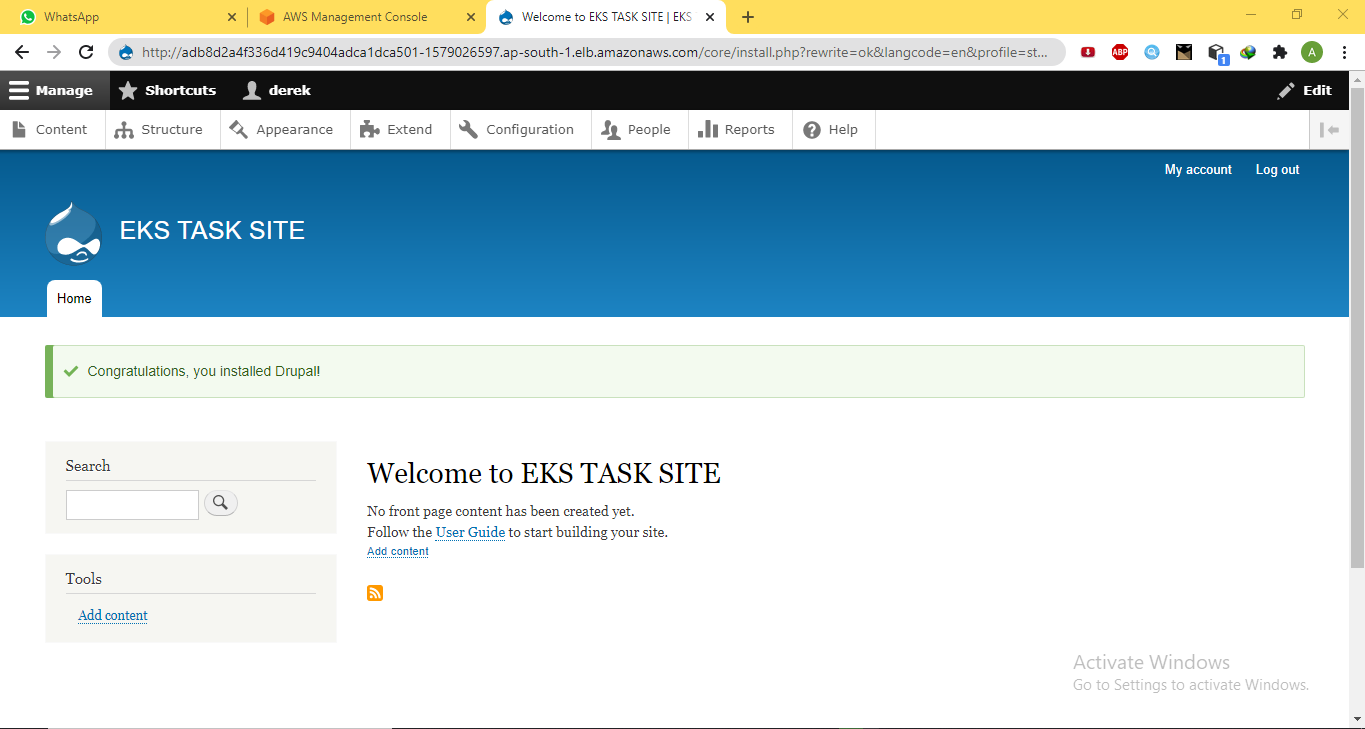 WhatsApp
AWS Management Console
Welcome to EKS TASK SITE | EKS
http://adb8d2a4f336d419c9404adca1dca501-1579026597.ap-south-1.elb.amazonaws.com/core/install.php?rewrite=ok&langcode=en&profile=st...
ABP
1
A
Manage
Shortcuts
derek
Edit
Content
Structure
Appearance
Extend
Configuration
People
Reports
Help
My account
Log out
EKS TASK SITE
Home
Congratulations, you installed Drupal!
Search
Welcome to EKS TASK SITE
No front page content has been created yet.
Follow the User Guide to start building your site.
Add content
Tools
Add content
Activate Windows
Go to Settings to activate Windows.